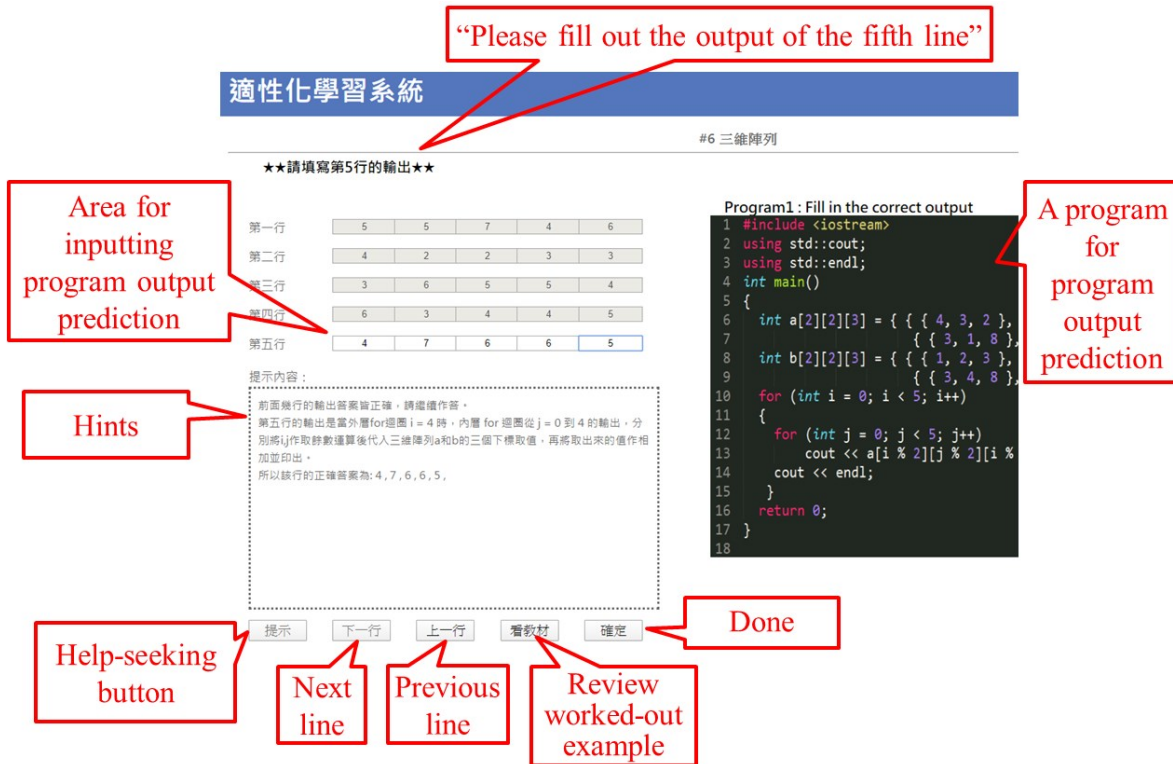 “Please fill out the output of the fifth line”
適性化學習系統
#6 三維陣列
★★請填寫第5行的輸出★★
Area for
inputting
program output
prediction
第一行 5 5 7 4 6
第二行 4 2 2 3 3
第三行 3 6 5 5 4
第四行 6 3 4 4 5
第五行 4 7 6 6 5
提示內容：
Hints
前面幾行的輸出答案皆正確，請繼續作答。
第五行的輸出是當外層for迴圈 i = 4 時，內層 for 迴圈從 j = 0 到 4 的輸出，分
別將i,j作取餘數運算後代入三維陣列a和b的三個下標取值，再將取出來的值作相
加並印出。
所以該行的正確答案為: 4 , 7 , 6 , 6 , 5 ,
Program1 : Fill in the correct output
1 #include <iostream>
2 using std::cout;
3 using std::endl;
4 int main()
5 {
6 int a[2][2][3] = { { { 4, 3, 2 },
7 { { 3, 1, 8 },
8 int b[2][2][3] = { { { 1, 2, 3 },
9 { { 3, 4, 8 },
10 for (int i = 0; i < 5; i++)
11 {
12 for (int j = 0; j < 5; j++)
13 cout << a[i % 2][j % 2][i %
14 cout << endl;
15 }
16 return 0;
17 }
18
A program
for
program
output
prediction
提示 下一行 上一行 看教材 確定
Done
Help-seeking
button
Next
line
Previous
line
Review
worked-out
example